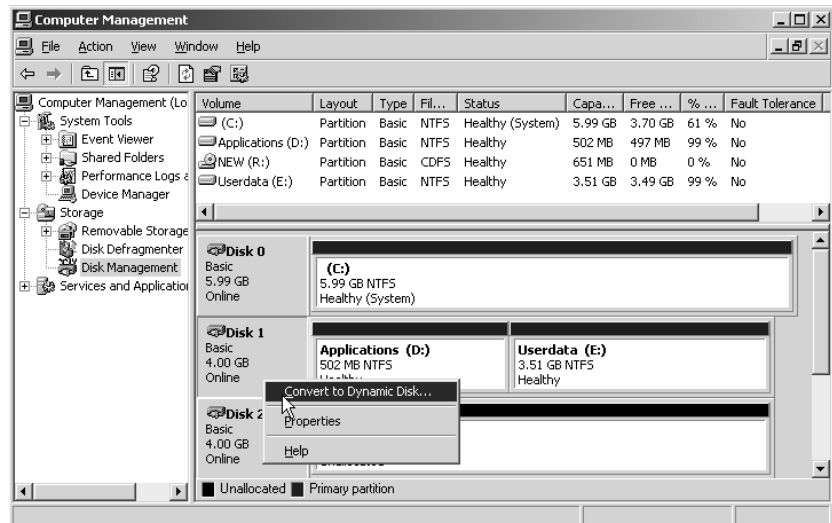 Computer Management
File Action View Window Help
Computer Management (Lo
System Tools
Event Viewer
Shared Folders
Performance Logs a
Device Manager
Storage
Removable Storage
Disk Defragmenter
Disk Management
Services and Application
Volume Layout Type Fil... Status Capa... Free ... % ... Fault Tolerance
(C:) Partition Basic NTFS Healthy (System) 5.99 GB 3.70 GB 61 % No
Applications (D:) Partition Basic NTFS Healthy 502 MB 497 MB 99 % No
NEW (R:) Partition Basic CDFS Healthy 651 MB 0 MB 0 % No
Userdata (E:) Partition Basic NTFS Healthy 3.51 GB 3.49 GB 99 % No
Disk 0
Basic
5.99 GB
Online
(C:)
5.99 GB NTFS
Healthy (System)
Disk 1
Basic
4.00 GB
Online
Applications (D:)
502 MB NTFS
Userdata (E:)
3.51 GB NTFS
Healthy
Convert to Dynamic Disk...
Properties
Help
Disk 2
Basic
4.00 GB
Online
Unallocated Primary partition